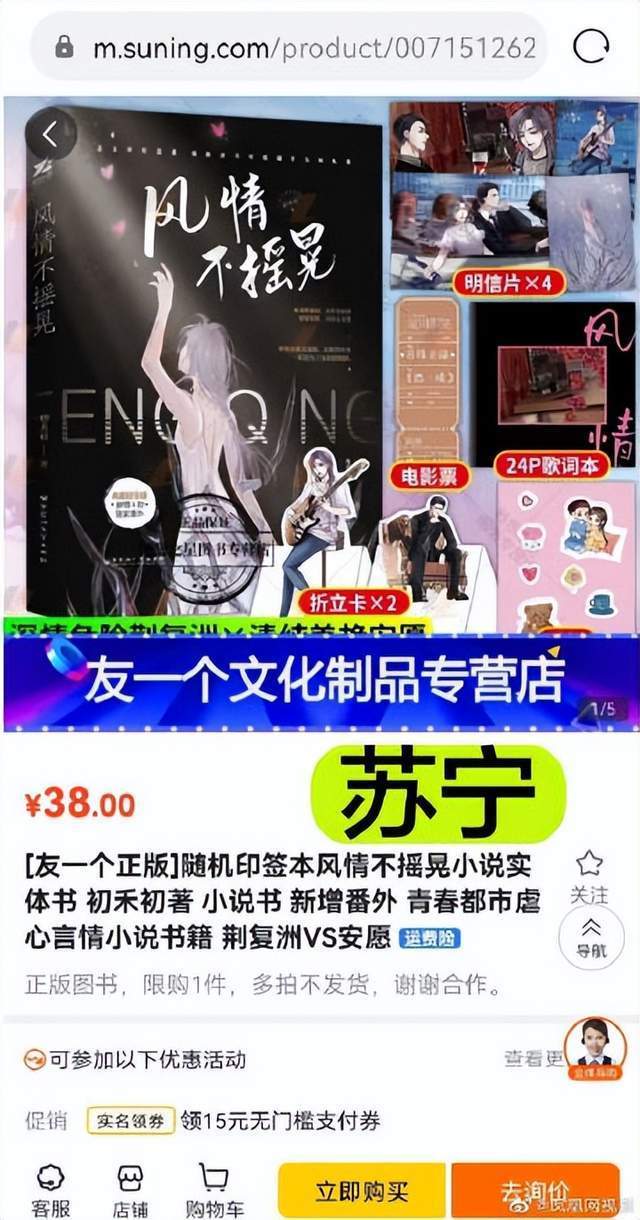 m.suning.com/product/007151262
风情
不摇晃
风情不摇晃
ENG Q NG
明信片×4
风
情
电影票
24P歌词本
折立卡×2
友一个文化制品专营店
1/5
¥38.00
苏宁
[友一个正版]随机印签本风情不摇晃小说实
体书 初禾初著 小说书 新增番外 青春都市虐
心言情小说书籍 荆复洲VS安愿 运费险
关注
导航
正版图书，限购1件，多拍不发货，谢谢合作。
可参加以下优惠活动
查看更
促销 实名领券 领15元无门槛支付券
客服
店铺
购物车
立即购买
去询价